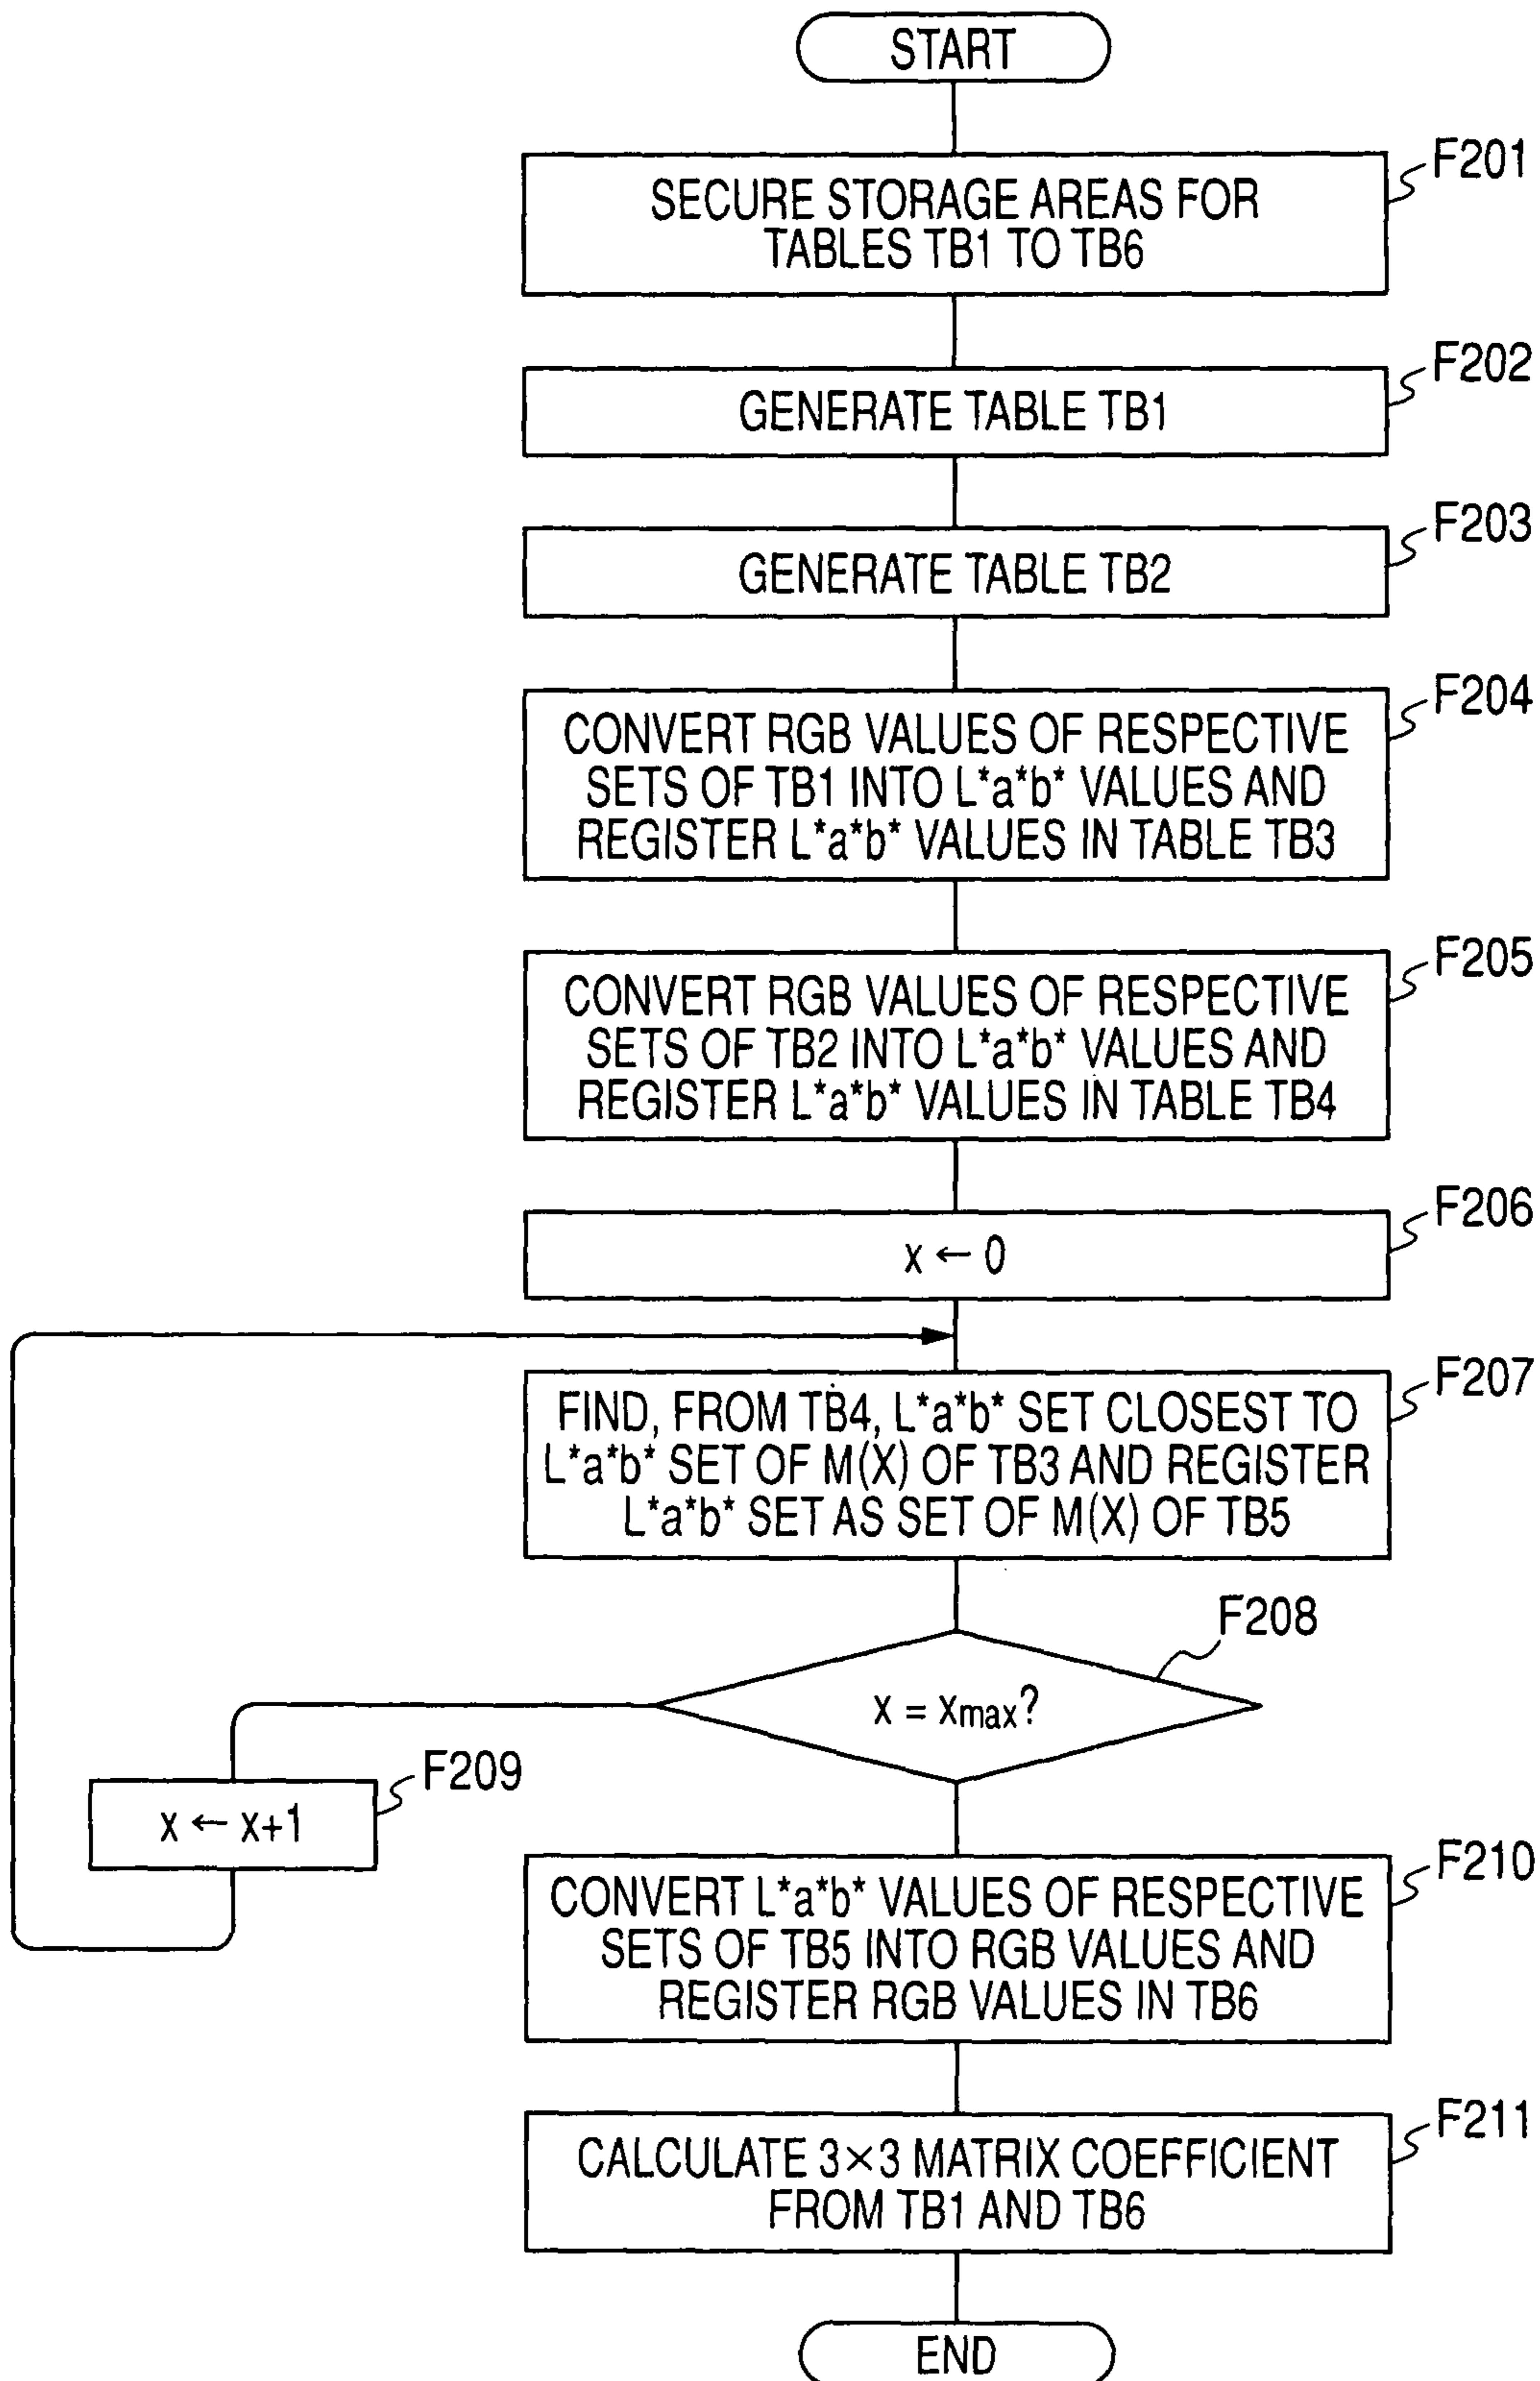 START
F201
SECURE STORAGE AREAS FOR
TABLES TB1 TO TB6
F202
GENERATE TABLE TB1
F203
GENERATE TABLE TB2
F204
CONVERT RGB VALUES OF RESPECTIVE
SETS OF TB1 INTO L*a*b* VALUES AND
REGISTER L*a*b* VALUES IN TABLE TB3
F205
CONVERT RGB VALUES OF RESPECTIVE
SETS OF TB2 INTO L*a*b* VALUES AND
REGISTER L*a*b* VALUES IN TABLE TB4
F206
x ← 0
F207
FIND, FROM TB4, L*a*b* SET CLOSEST TO
L*a*b* SET OF M(X) OF TB3 AND REGISTER
L*a*b* SET AS SET OF M(X) OF TB5
F208
x = xmax?
F209
x ← x+1
F210
CONVERT L*a*b* VALUES OF RESPECTIVE
SETS OF TB5 INTO RGB VALUES AND
REGISTER RGB VALUES IN TB6
F211
CALCULATE 3×3 MATRIX COEFFICIENT
FROM TB1 AND TB6
END